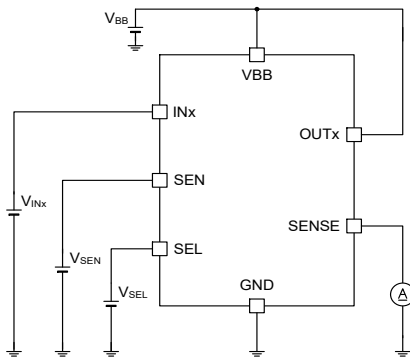 VBB
VBB
INx
OUTx
SEN
VINx
SENSE
SEL
VSEN
GND
VSEL
A